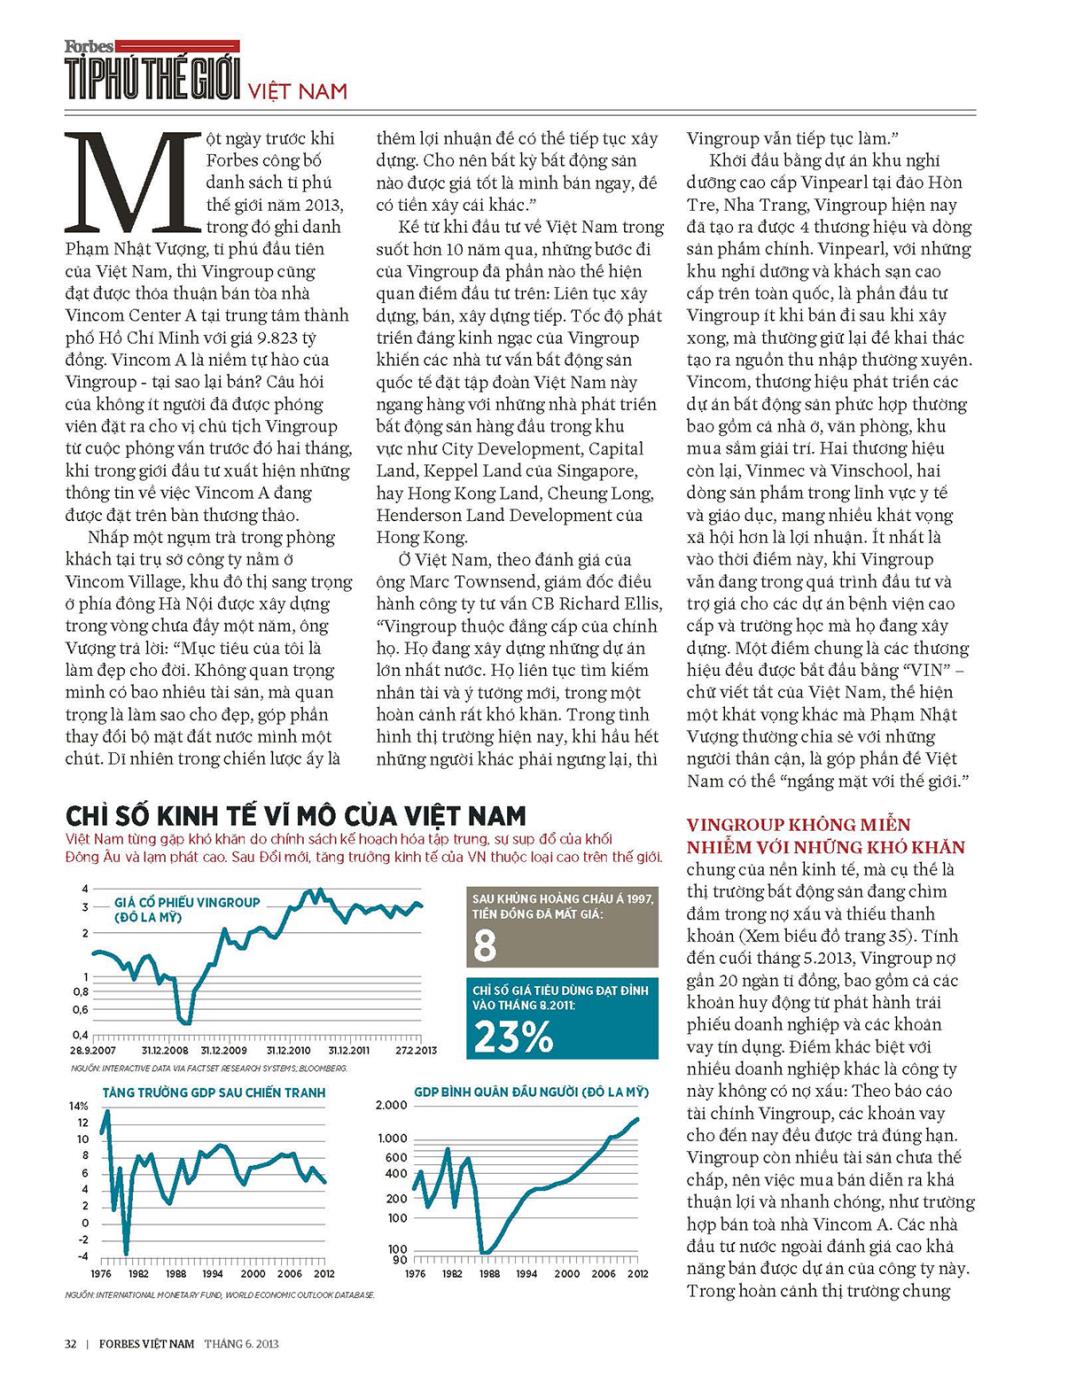 Forbes
TỈ PHÚ THẾ GIỚI VIỆT NAM
Một ngày trước khi
Forbes công bố
danh sách tỉ phú
thế giới năm 2013,
trong đó ghi danh
Phạm Nhật Vượng, tỉ phú đầu tiên
của Việt Nam, thì Vingroup cũng
đạt được thỏa thuận bán tòa nhà
Vincom Center A tại trung tâm thành
phố Hồ Chí Minh với giá 9.823 tỷ
đồng. Vincom A là niềm tự hào của
Vingroup - tại sao lại bán? Câu hỏi
của không ít người đã được phóng
viên đặt ra cho vị chủ tịch Vingroup
từ cuộc phỏng vấn trước đó hai tháng,
khi trong giới đầu tư xuất hiện những
thông tin về việc Vincom A đang
được đặt trên bàn thương thảo.
Nhấp một ngụm trà trong phòng
khách tại trụ sở công ty nằm ở
Vincom Village, khu đô thị sang trọng
ở phía đông Hà Nội được xây dựng
trong vòng chưa đầy một năm, ông
Vượng trả lời: “Mục tiêu của tôi là
làm đẹp cho đời. Không quan trọng
mình có bao nhiêu tài sản, mà quan
trọng là làm sao cho đẹp, góp phần
thay đổi bộ mặt đất nước mình một
chút. Dĩ nhiên trong chiến lược ấy là
thêm lợi nhuận để có thể tiếp tục xây
dựng. Cho nên bất kỳ bất động sản
nào được giá tốt là mình bán ngay, để
có tiền xây cái khác.”
Kể từ khi đầu tư về Việt Nam trong
suốt hơn 10 năm qua, những bước đi
của Vingroup đã phần nào thể hiện
quan điểm đầu tư trên: Liên tục xây
dựng, bán, xây dựng tiếp. Tốc độ phát
triển đáng kinh ngạc của Vingroup
khiến các nhà tư vấn bất động sản
quốc tế đặt tập đoàn Việt Nam này
ngang hàng với những nhà phát triển
bất động sản hàng đầu trong khu
vực như City Development, Capital
Land, Keppel Land của Singapore,
hay Hong Kong Land, Cheung Long,
Henderson Land Development của
Hong Kong.
Ở Việt Nam, theo đánh giá của
ông Marc Townsend, giám đốc điều
hành công ty tư vấn CB Richard Ellis,
“Vingroup thuộc đẳng cấp của chính
họ. Họ đang xây dựng những dự án
lớn nhất nước. Họ liên tục tìm kiếm
nhân tài và ý tưởng mới, trong một
hoàn cảnh rất khó khăn. Trong tình
hình thị trường hiện nay, khi hầu hết
những người khác phải ngưng lại, thì
Vingroup vẫn tiếp tục làm.”
Khởi đầu bằng dự án khu nghỉ
dưỡng cao cấp Vinpearl tại đảo Hòn
Tre, Nha Trang, Vingroup hiện nay
đã tạo ra được 4 thương hiệu và dòng
sản phẩm chính. Vinpearl, với những
khu nghỉ dưỡng và khách sạn cao
cấp trên toàn quốc, là phần đầu tư
Vingroup ít khi bán đi sau khi xây
xong, mà thường giữ lại để khai thác
tạo ra nguồn thu nhập thường xuyên.
Vincom, thương hiệu phát triển các
dự án bất động sản phức hợp thường
bao gồm cả nhà ở, văn phòng, khu
mua sắm giải trí. Hai thương hiệu
còn lại, Vinmec và Vinschool, hai
dòng sản phẩm trong lĩnh vực y tế
và giáo dục, mang nhiều khát vọng
xã hội hơn là lợi nhuận. Ít nhất là
vào thời điểm này, khi Vingroup
vẫn đang trong quá trình đầu tư và
trợ giá cho các dự án bệnh viện cao
cấp và trường học mà họ đang xây
dựng. Một điểm chung là các thương
hiệu đều được bắt đầu bằng “VIN” –
chữ viết tắt của Việt Nam, thể hiện
một khát vọng khác mà Phạm Nhật
Vượng thường chia sẻ với những
người thân cận, là góp phần để Việt
Nam có thể “ngẩng mặt với thế giới.”
VINGROUP KHÔNG MIỄN
NHIỄM VỚI NHỮNG KHÓ KHĂN
chung của nền kinh tế, mà cụ thể là
thị trường bất động sản đang chìm
đắm trong nợ xấu và thiếu thanh
khoản (Xem biểu đồ trang 35). Tính
đến cuối tháng 5.2013, Vingroup nợ
gần 20 ngàn tỉ đồng, bao gồm cả các
khoản huy động từ phát hành trái
phiếu doanh nghiệp và các khoản
vay tín dụng. Điểm khác biệt với
nhiều doanh nghiệp khác là công ty
này không có nợ xấu: Theo báo cáo
tài chính Vingroup, các khoản vay
cho đến nay đều được trả đúng hạn.
Vingroup còn nhiều tài sản chưa thế
chấp, nên việc mua bán diễn ra khá
thuận lợi và nhanh chóng, như trường
hợp bán toà nhà Vincom A. Các nhà
đầu tư nước ngoài đánh giá cao khả
năng bán được dự án của công ty này.
Trong hoàn cảnh thị trường chung
CHỈ SỐ KINH TẾ VĨ MÔ CỦA VIỆT NAM
Việt Nam từng gặp khó khăn do chính sách kế hoạch hóa tập trung, sự sụp đổ của khối
Đông Âu và lạm phát cao. Sau Đổi mới, tăng trưởng kinh tế của VN thuộc loại cao trên thế giới.
GIÁ CỔ PHIẾU VINGROUP
(ĐÔ LA MỸ)
4
3
2
1
0,8
0,6
0,4
28.9.2007 31.12.2008 31.12.2009 31.12.2010 31.12.2011 27.2.2013
NGUỒN: INTERACTIVE DATA VIA FACTSET RESEARCH SYSTEMS, BLOOMBERG.
SAU KHỦNG HOẢNG CHÂU Á 1997,
TIỀN ĐỒNG ĐÃ MẤT GIÁ:
8
CHỈ SỐ GIÁ TIÊU DÙNG ĐẠT ĐỈNH
VÀO THÁNG 8.2011:
23%
TĂNG TRƯỞNG GDP SAU CHIẾN TRANH
14%
12
10
8
6
4
2
0
-2
-4
1976 1982 1988 1994 2000 2006 2012
GDP BÌNH QUÂN ĐẦU NGƯỜI (ĐÔ LA MỸ)
2.000
1.000
600
400
200
100
100
90
1976 1982 1988 1994 2000 2006 2012
NGUỒN: INTERNATIONAL MONETARY FUND, WORLD ECONOMIC OUTLOOK DATABASE.
32 | FORBES VIỆT NAM THÁNG 6. 2013